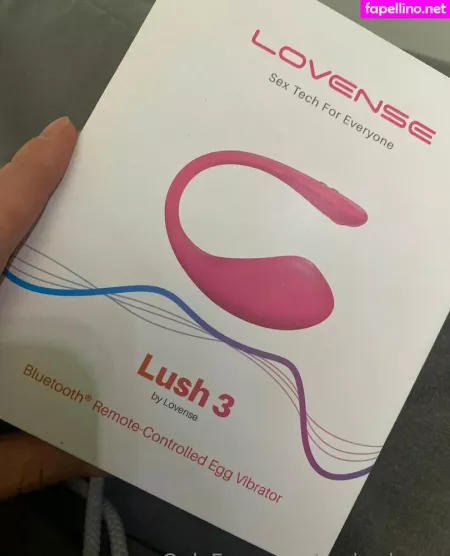 fapellino.net
LOVENSE
Sex Tech For Everyone
Lush 3
by Lovense
Bluetooth® Remote-Controlled Egg Vibrator